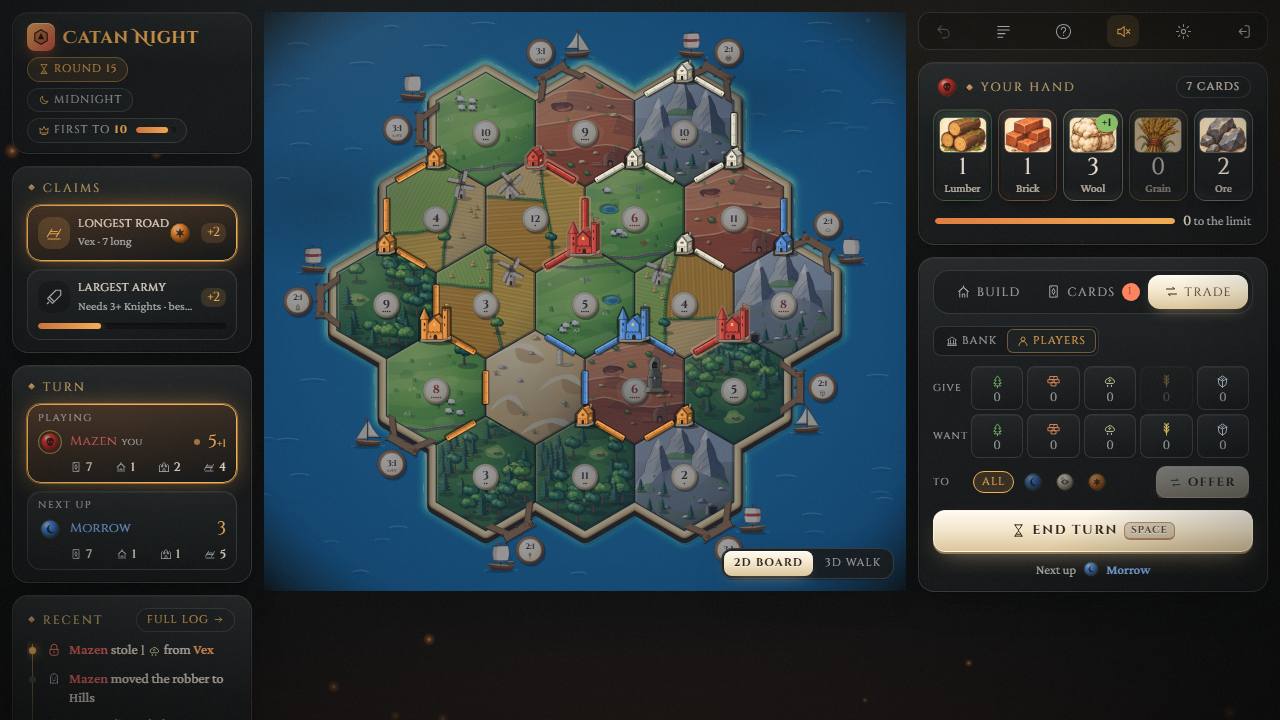 CATAN NIGHT
ROUND 15
MIDNIGHT
FIRST TO 10
CLAIMS
LONGEST ROAD
Vex · 7 long
+2
LARGEST ARMY
Needs 3+ Knights · bes...
+2
TURN
PLAYING
MAZEN YOU
5+1
7 1 2 4
NEXT UP
MORROW
3
7 1 1 5
RECENT
FULL LOG →
Mazen stole 1 from Vex
Mazen moved the robber to
Hills
3:1
2:1
10
9
10
3:1
4
12
6
11
2:1
2:1
9
3
5
4
8
8
6
5
2:1
3:1
3
11
2
2:1
2D BOARD
3D WALK
YOUR HAND
7 CARDS
+1
1 1 3 0 2
Lumber Brick Wool Grain Ore
0 to the limit
BUILD
CARDS 1
TRADE
BANK
PLAYERS
GIVE
0 0 0 0 0
WANT
0 0 0 0 0
TO
ALL
OFFER
END TURN SPACE
Next up Morrow